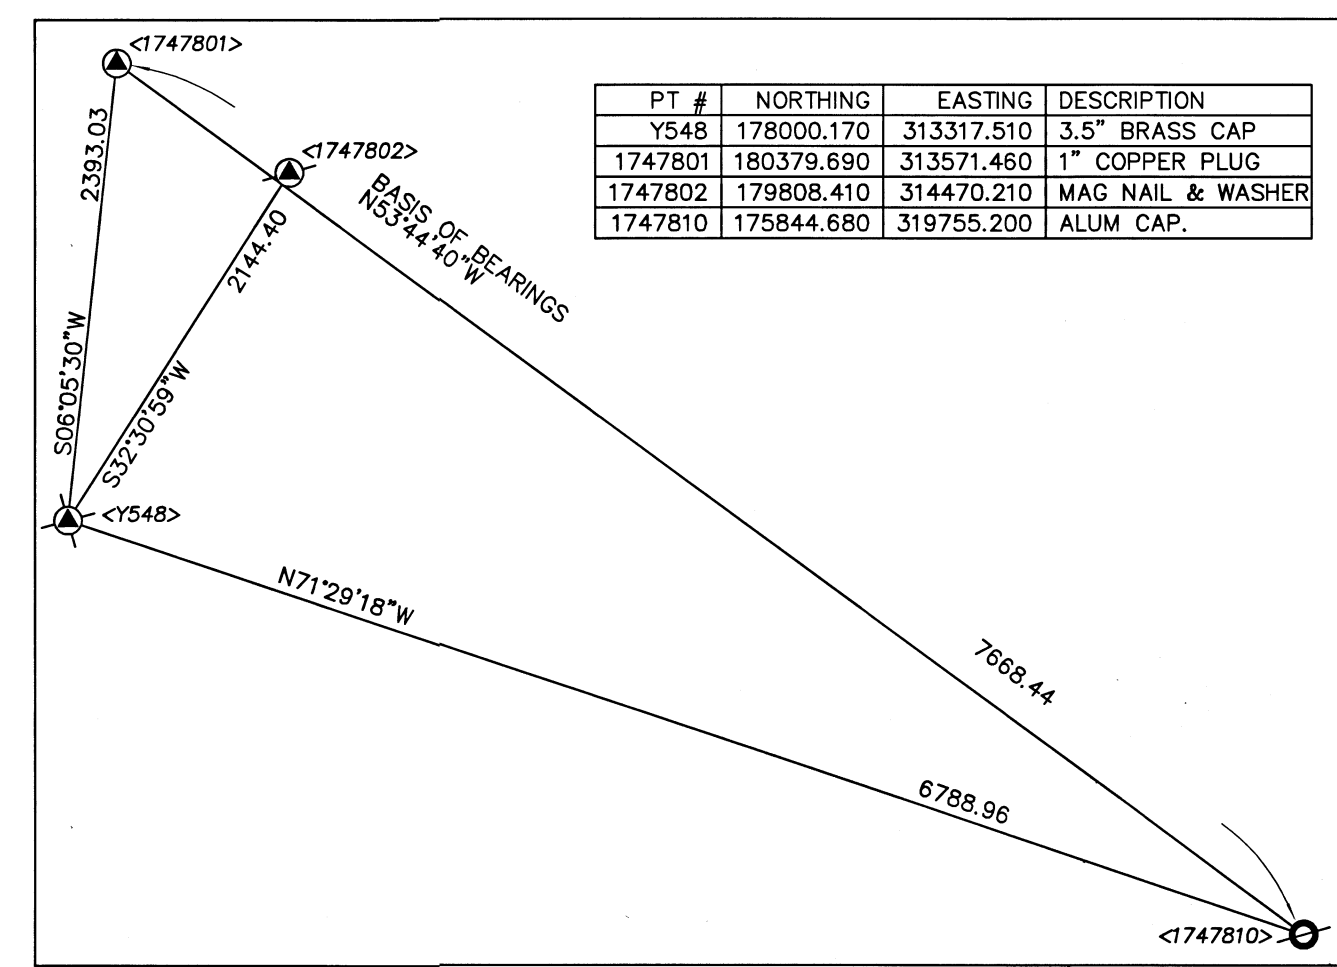 <1747801>
<1747802>
PT # NORTHING EASTING DESCRIPTION
Y548 178000.170 313317.510 3.5" BRASS CAP
1747801 180379.690 313571.460 1" COPPER PLUG
1747802 179808.410 314470.210 MAG NAIL & WASHER
1747810 175844.680 319755.200 ALUM CAP.
2393.03
S06°05'30"W
2144.40
S32°30'59"W
BASIS OF BEARINGS
N53°44'40"W
<Y548>
N71°29'18"W
7668.44
6788.96
<1747810>